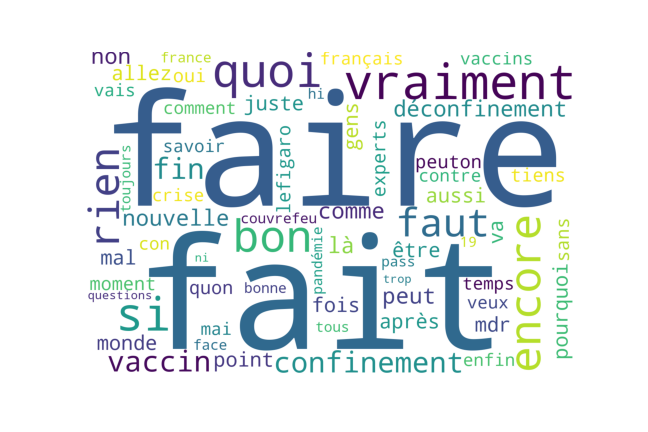 non
france
allez
oui
vais
quoi
français
vaccins
vraiment
hi
comment
juste
gens
déconfinement
faire
savoir
fin
toujours
lefigaro
experts
peuton
contre
tiens
crise
aussi
rien
nouvelle
couvrefeu
comme
faut
va
bon
con
là
être
19
encore
sans
mal
ni
pandémie
pass
trop
fait
moment
questions
quon
bonne
fois
peut
temps
veux
pourquoi
si
mai
tous
après
mdr
monde
face
vaccin
point
confinement
enfin